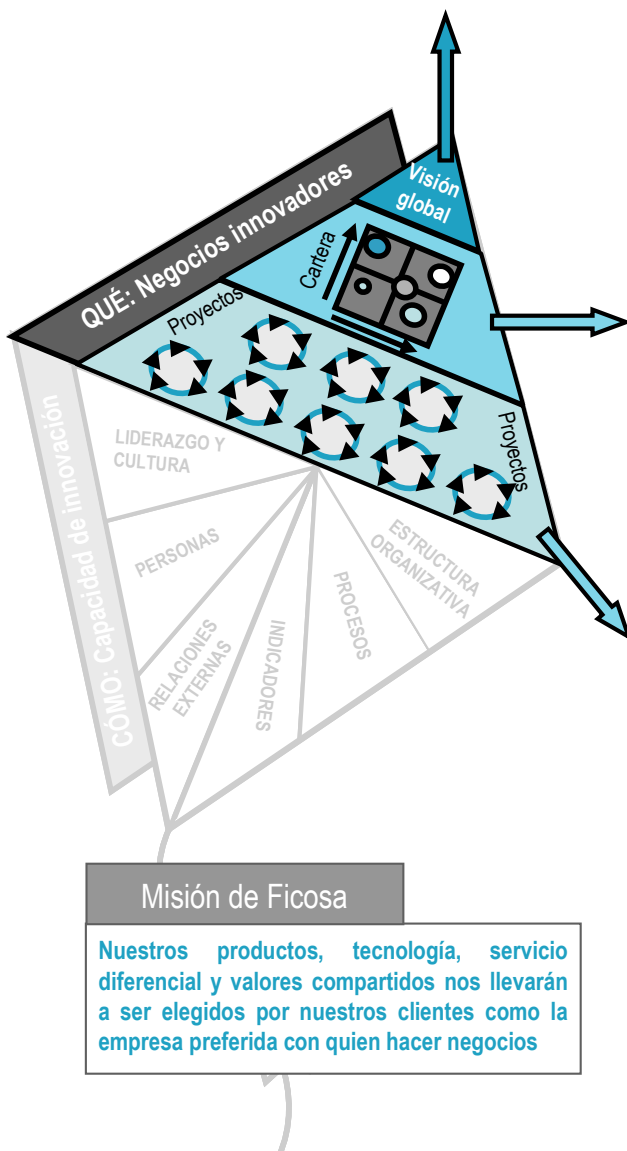 Visión
global
QUÉ: Negocios innovadores
Cartera
Proyectos
Proyectos
CÓMO: Capacidad de innovación
LIDERAZGO Y
CULTURA
PERSONAS
RELACIONES
EXTERNAS
INDICADORES
PROCESOS
ESTRUCTURA
ORGANIZATIVA
Misión de Ficosa
Nuestros productos, tecnología, servicio
diferencial y valores compartidos nos llevarán
a ser elegidos por nuestros clientes como la
empresa preferida con quien hacer negocios